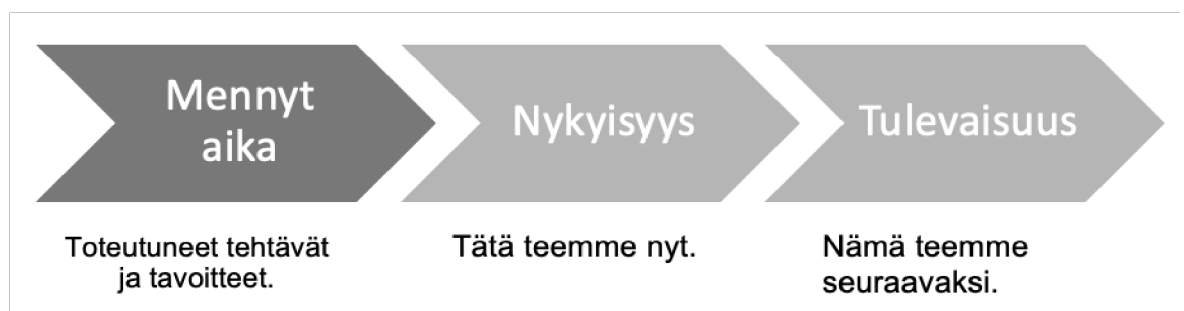 Mennyt
aika
Nykyisyys
Tulevaisuus
Toteutuneet tehtävät
ja tavoitteet.
Tätä teemme nyt.
Nämä teemme
seuraavaksi.